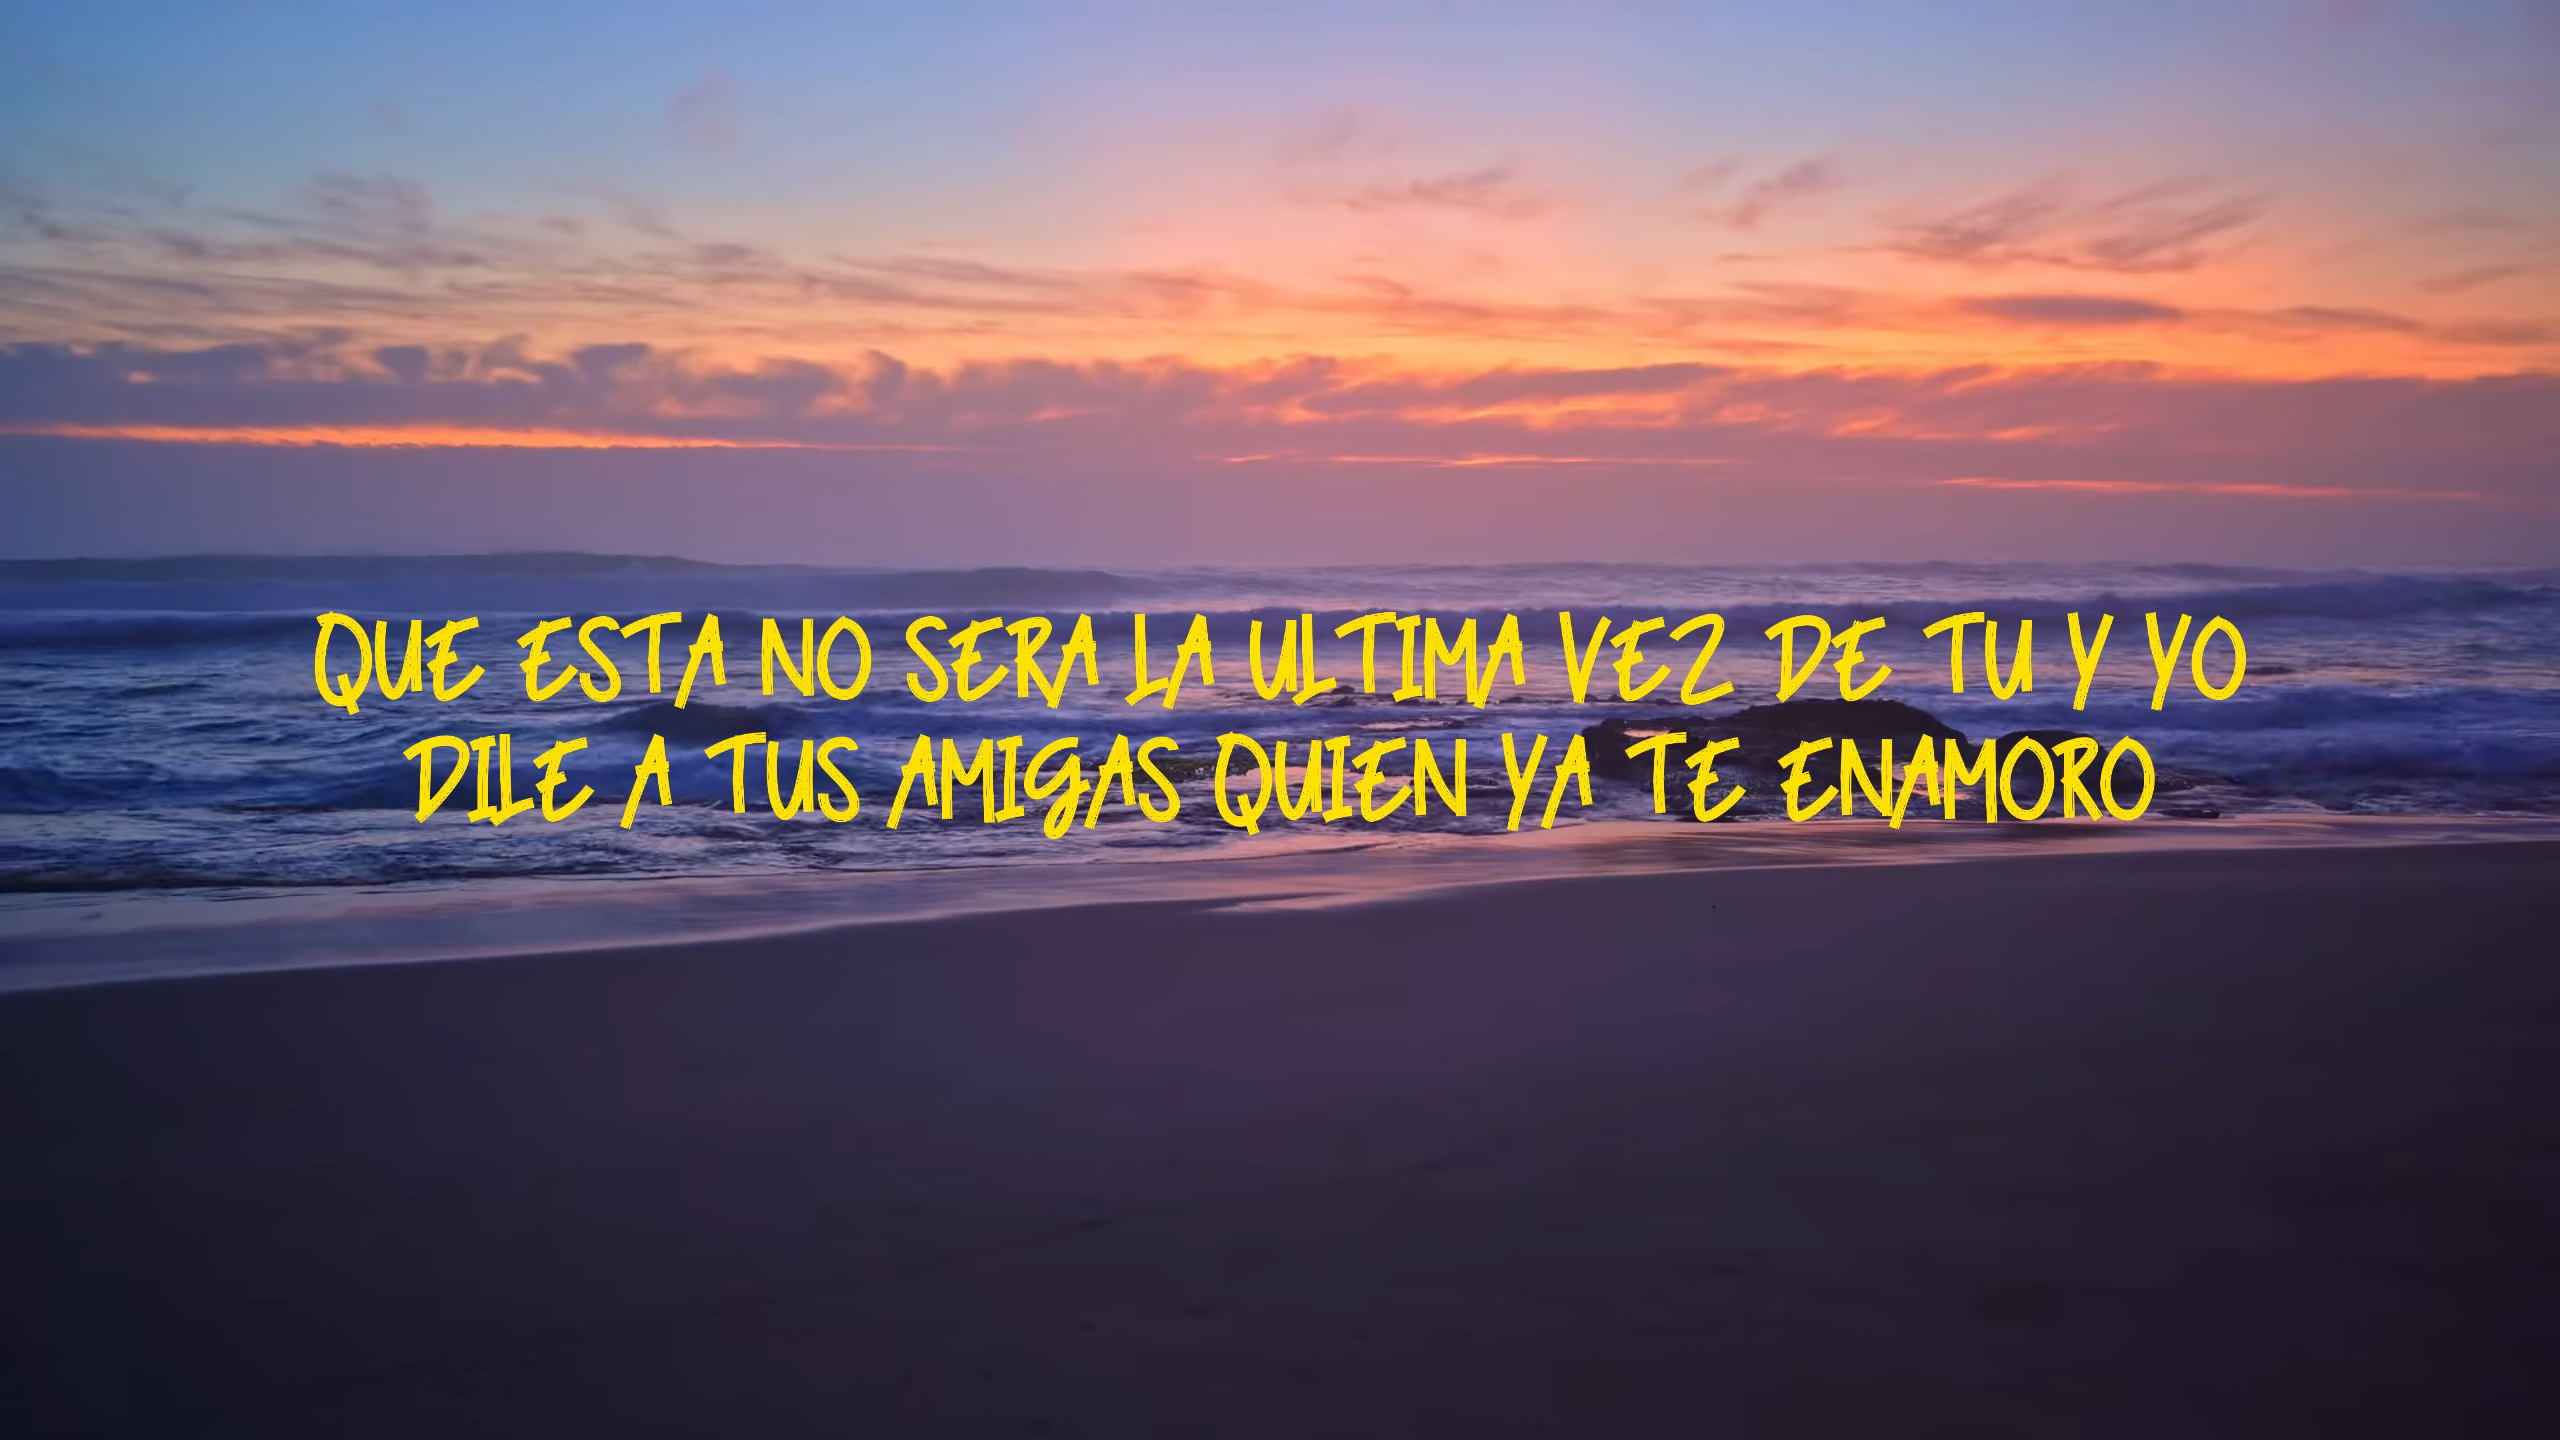 QUE ESTA NO SERA LA ULTIMA VEZ DE TU Y YO
DILE A TUS AMIGAS QUIEN YA TE ENAMORO